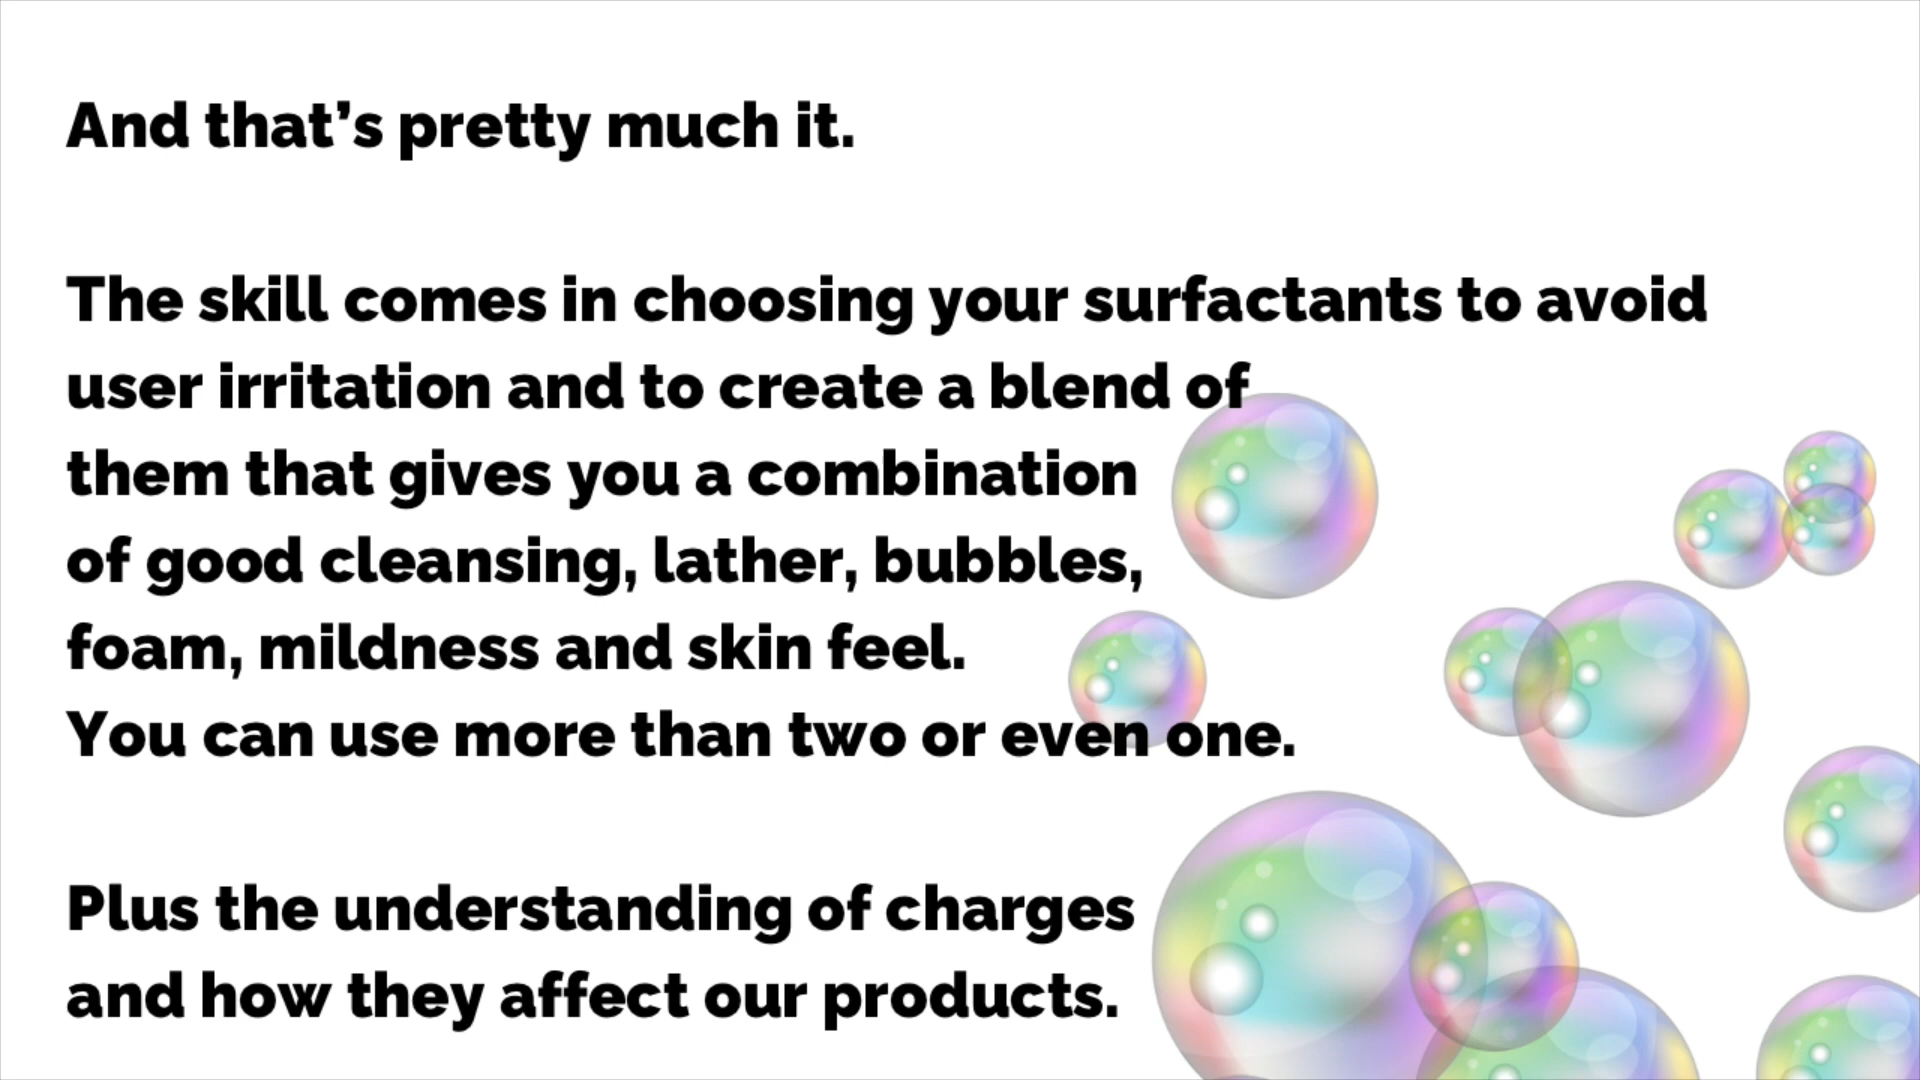 And that’s pretty much it.
The skill comes in choosing your surfactants to avoid
user irritation and to create a blend of
them that gives you a combination
of good cleansing, lather, bubbles,
foam, mildness and skin feel.
You can use more than two or even one.
Plus the understanding of charges
and how they affect our products.